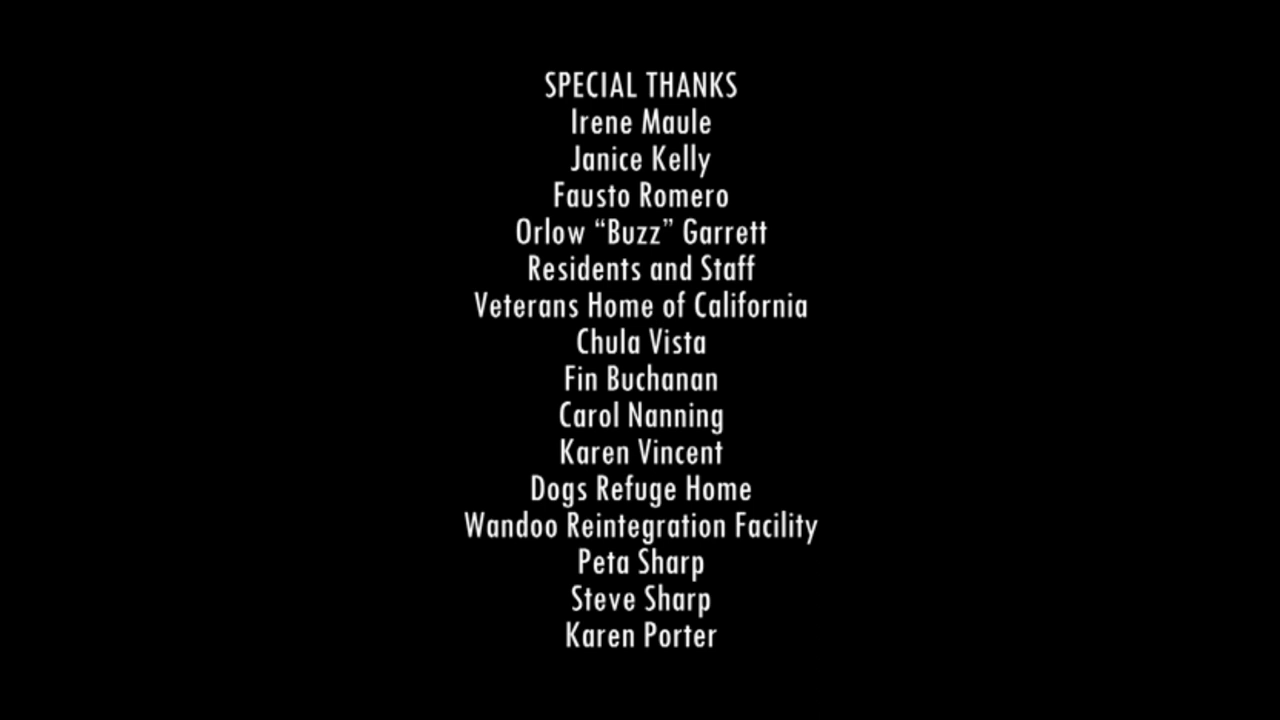 SPECIAL THANKS
Irene Maule
Janice Kelly
Fausto Romero
Orlow “Buzz” Garrett
Residents and Staff
Veterans Home of California
Chula Vista
Fin Buchanan
Carol Nanning
Karen Vincent
Dogs Refuge Home
Wandoo Reintegration Facility
Peta Sharp
Steve Sharp
Karen Porter